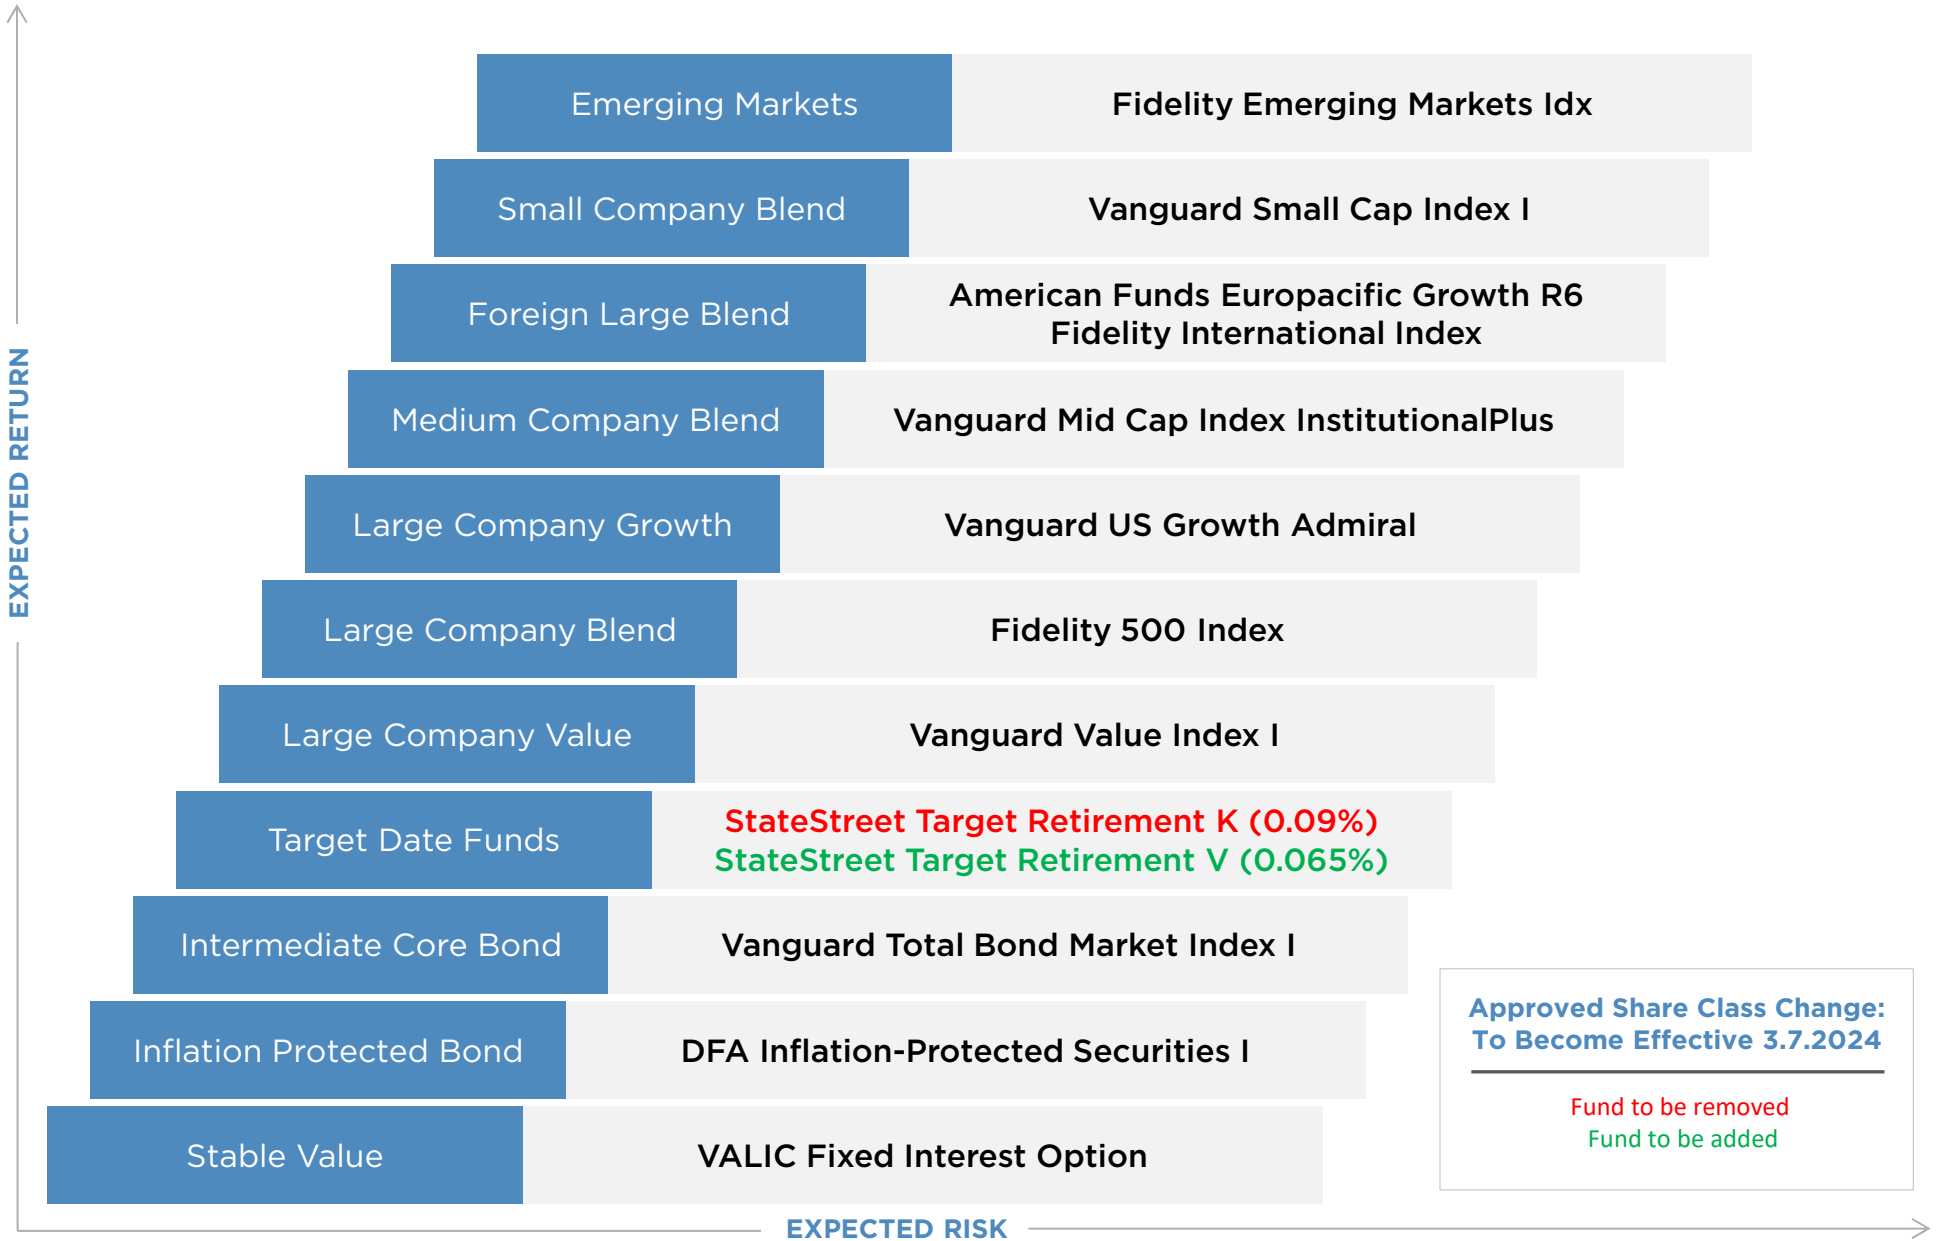 Emerging Markets
Fidelity Emerging Markets Idx
Small Company Blend
Vanguard Small Cap Index I
Foreign Large Blend
American Funds Europacific Growth R6
Fidelity International Index
Medium Company Blend
Vanguard Mid Cap Index InstitutionalPlus
Large Company Growth
Vanguard US Growth Admiral
Large Company Blend
Fidelity 500 Index
Large Company Value
Vanguard Value Index I
Target Date Funds
StateStreet Target Retirement K (0.09%)
StateStreet Target Retirement V (0.065%)
Intermediate Core Bond
Vanguard Total Bond Market Index I
Inflation Protected Bond
DFA Inflation-Protected Securities I
Stable Value
VALIC Fixed Interest Option
EXPECTED RETURN
EXPECTED RISK
Approved Share Class Change:
To Become Effective 3.7.2024
Fund to be removed
Fund to be added